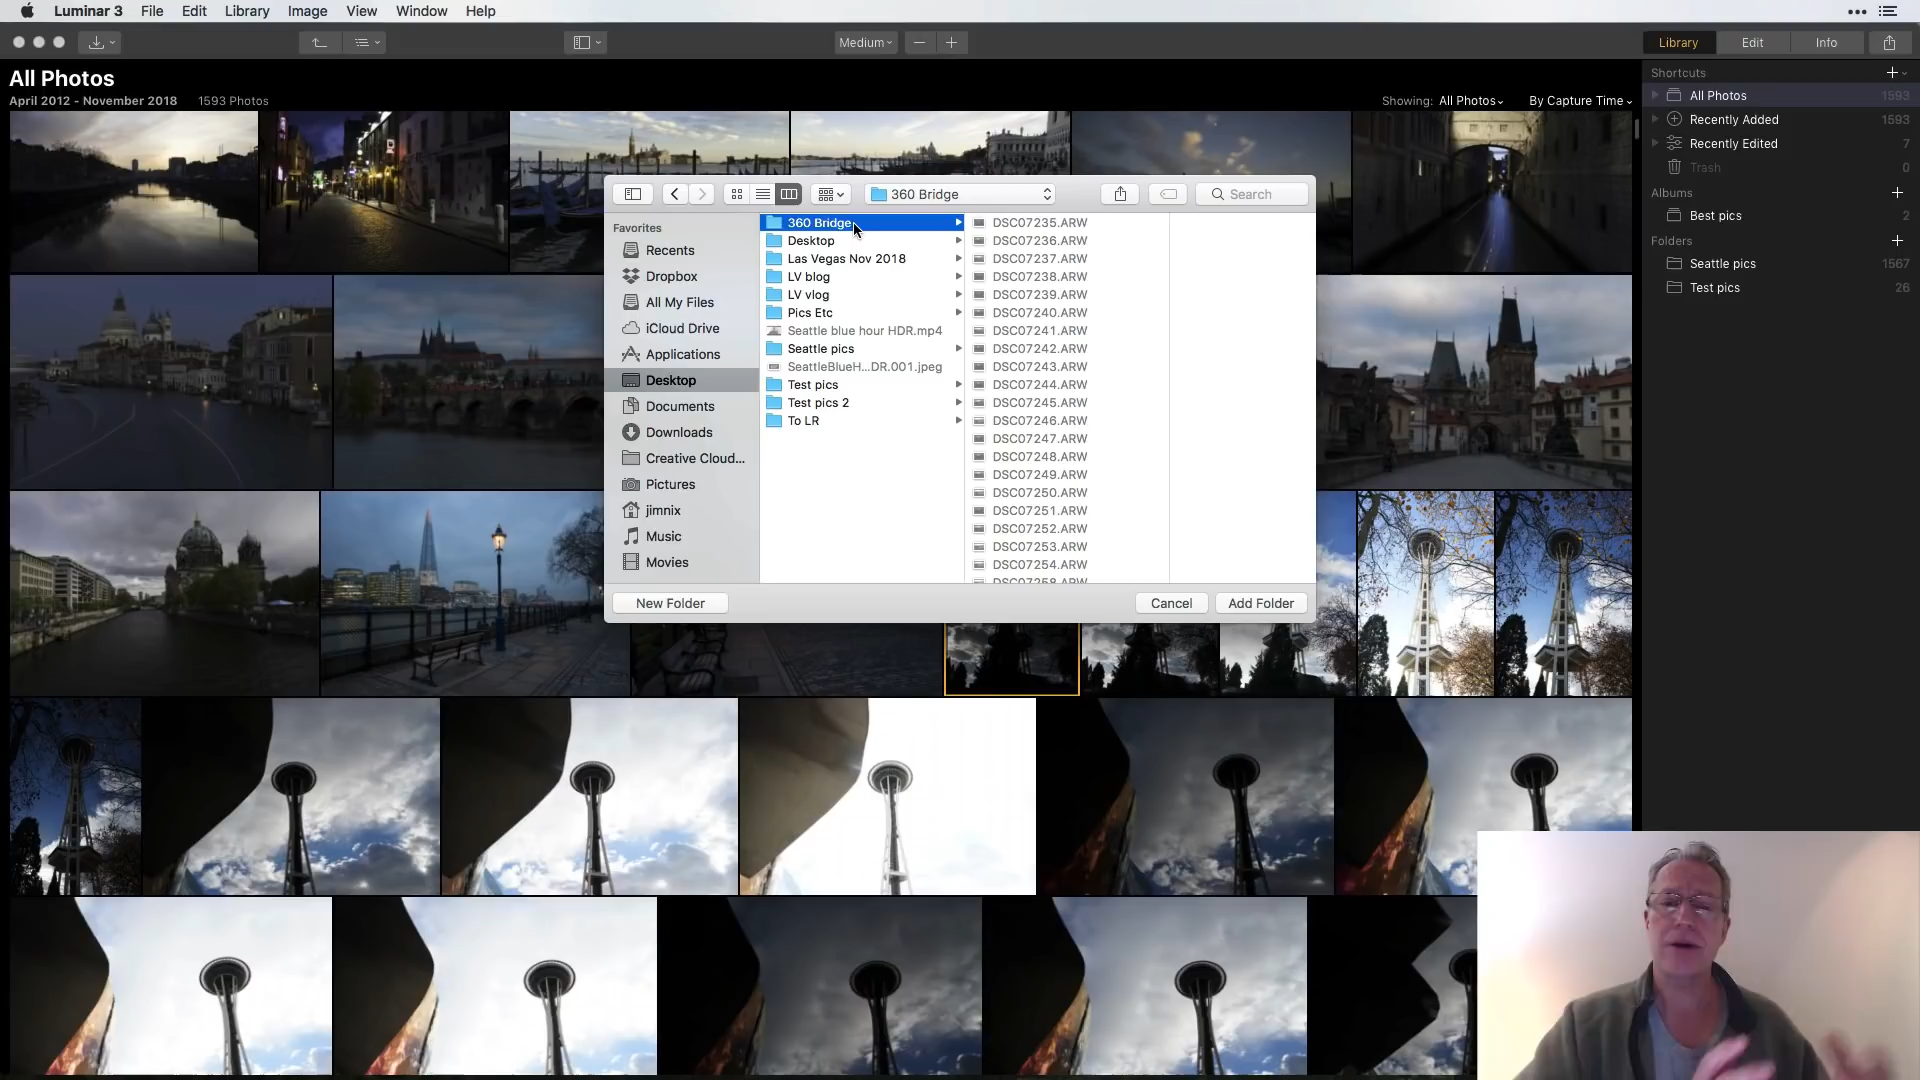 Luminar 3 File Edit Library Image View Window Help
Medium
Library Edit Info
All Photos
April 2012 - November 2018 1593 Photos
Showing: All Photos By Capture Time
Shortcuts
All Photos 1593
Recently Added 1593
Recently Edited 7
Trash 0
Albums
Best pics 2
Folders
Seattle pics 1567
Test pics 26
360 Bridge
Search
Favorites
Recents
Dropbox
All My Files
iCloud Drive
Applications
Desktop
Documents
Downloads
Creative Cloud...
Pictures
jimnix
Music
Movies
360 Bridge
Desktop
Las Vegas Nov 2018
LV blog
LV vlog
Pics Etc
Seattle blue hour HDR.mp4
Seattle pics
SeattleBlueH...DR.001.jpeg
Test pics
Test pics 2
To LR
DSC07235.ARW
DSC07236.ARW
DSC07237.ARW
DSC07238.ARW
DSC07239.ARW
DSC07240.ARW
DSC07241.ARW
DSC07242.ARW
DSC07243.ARW
DSC07244.ARW
DSC07245.ARW
DSC07246.ARW
DSC07247.ARW
DSC07248.ARW
DSC07249.ARW
DSC07250.ARW
DSC07251.ARW
DSC07252.ARW
DSC07253.ARW
DSC07254.ARW
DSC07258.ARW
New Folder Cancel Add Folder